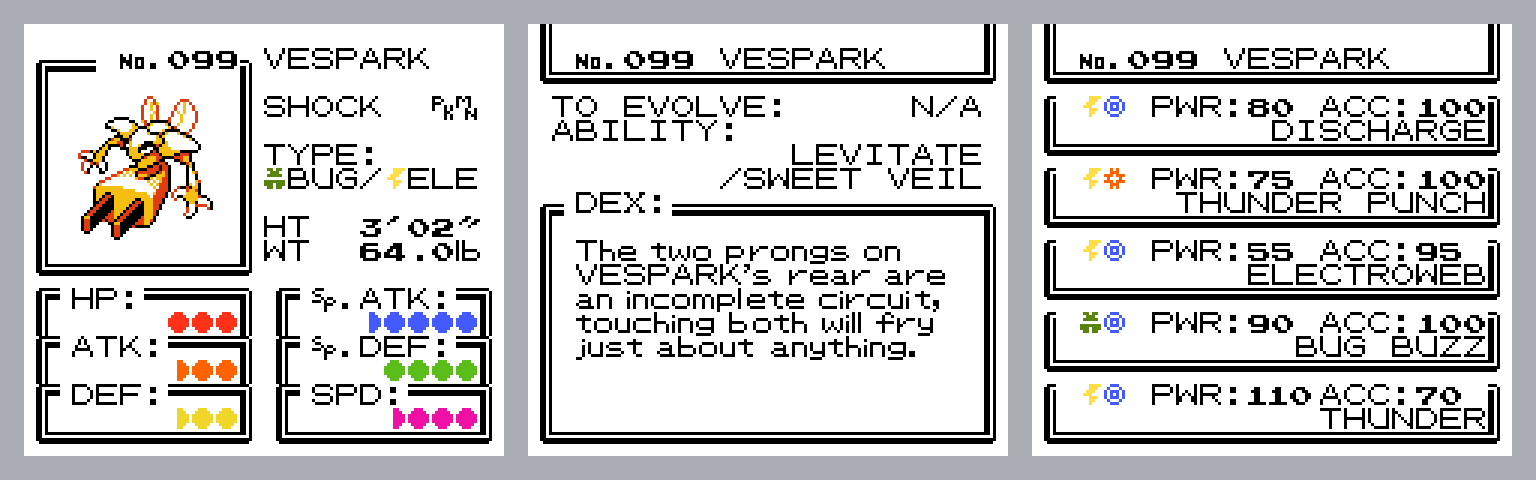 No. 099 VESPARK
SHOCK PKMN
TYPE:
BUG/ELE
HT 3'02"
WT 64.0lb
HP:
ATK:
DEF:
Sp. ATK:
Sp. DEF:
SPD:
No. 099 VESPARK
TO EVOLVE: N/A
ABILITY:
LEVITATE
/SWEET VEIL
DEX:
The two prongs on
VESPARK's rear are
an incomplete circuit,
touching both will fry
just about anything.
No. 099 VESPARK
PWR:80 ACC:100
DISCHARGE
PWR:75 ACC:100
THUNDER PUNCH
PWR:55 ACC:95
ELECTROWEB
PWR:90 ACC:100
BUG BUZZ
PWR:110 ACC:70
THUNDER